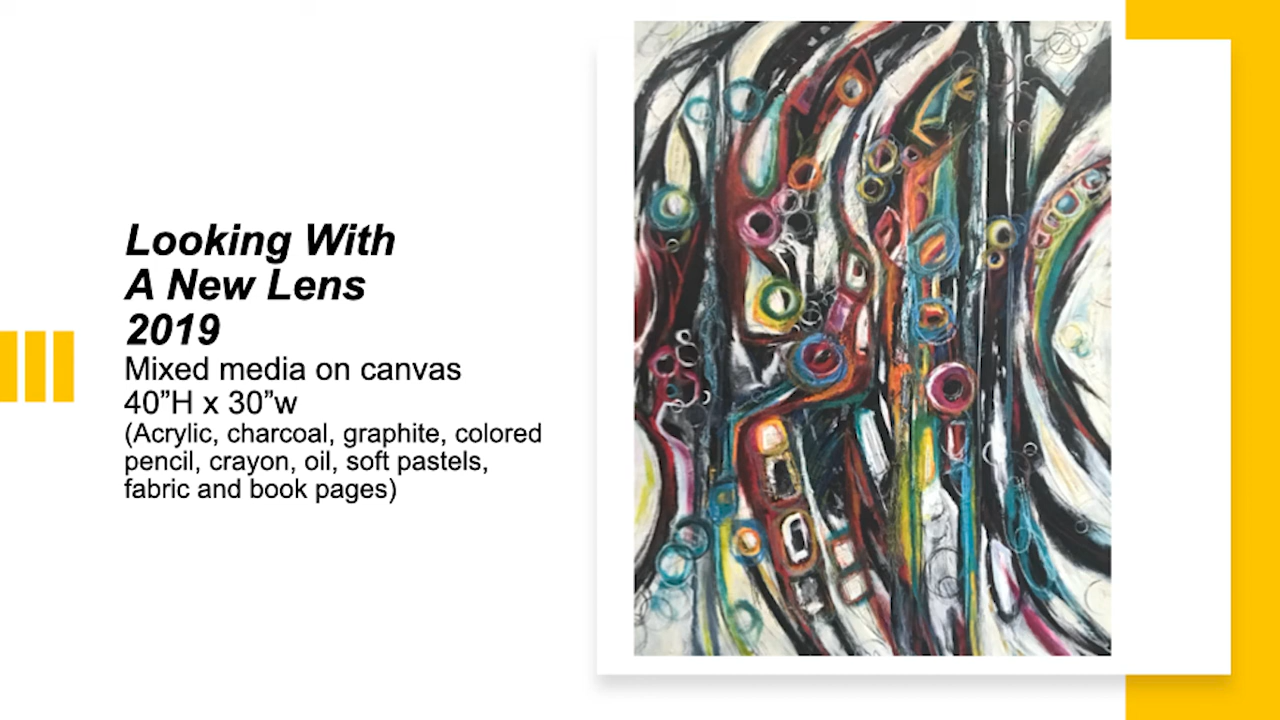 Looking With
A New Lens
2019
Mixed media on canvas
40”H x 30”w
(Acrylic, charcoal, graphite, colored
pencil, crayon, oil, soft pastels,
fabric and book pages)